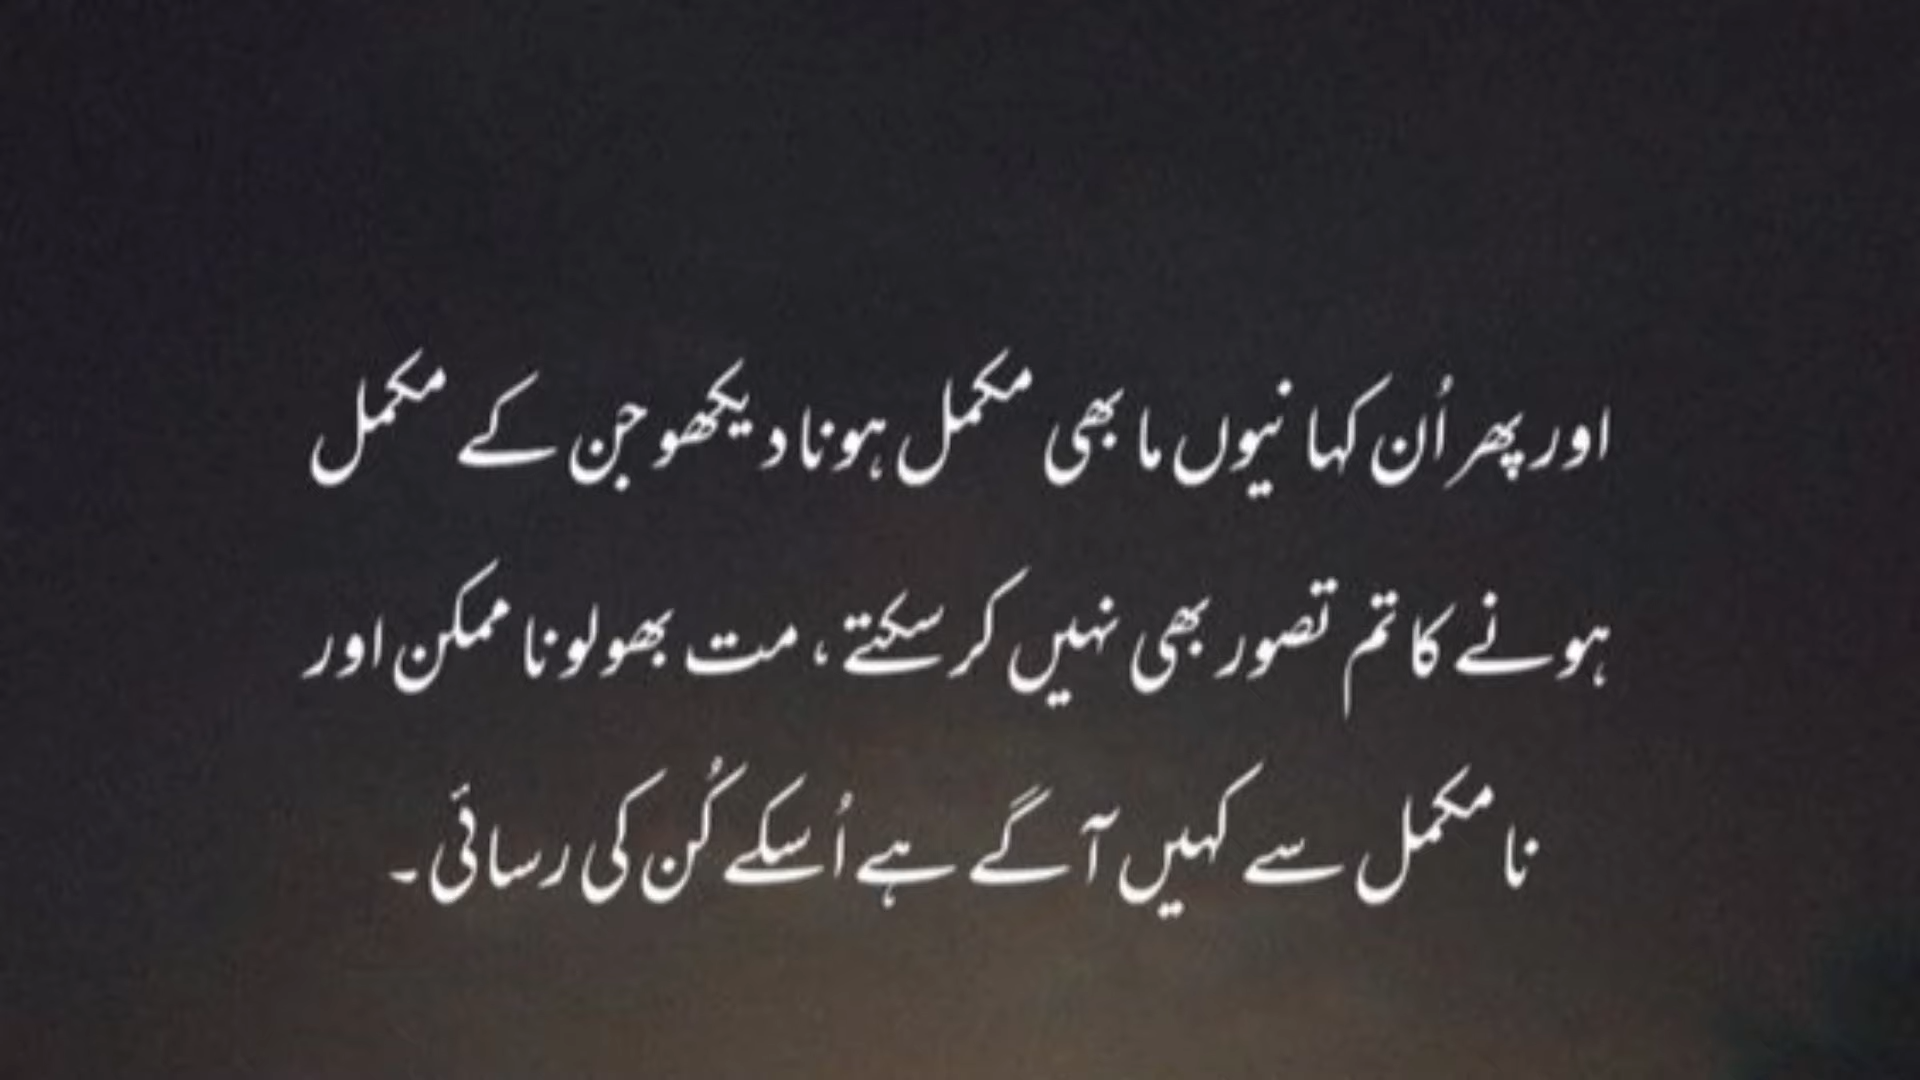 اور پھر اُن کہا نیوں ما بھی مکمل ہونا دیکھو جن کے مکمل
ہونے کا تم تصور بھی نہیں کر سکتے ، مت بھولو نا ممکن اور
نا مکمل سے کہیں آگے ہے اُسکے کُن کی رسائی ۔